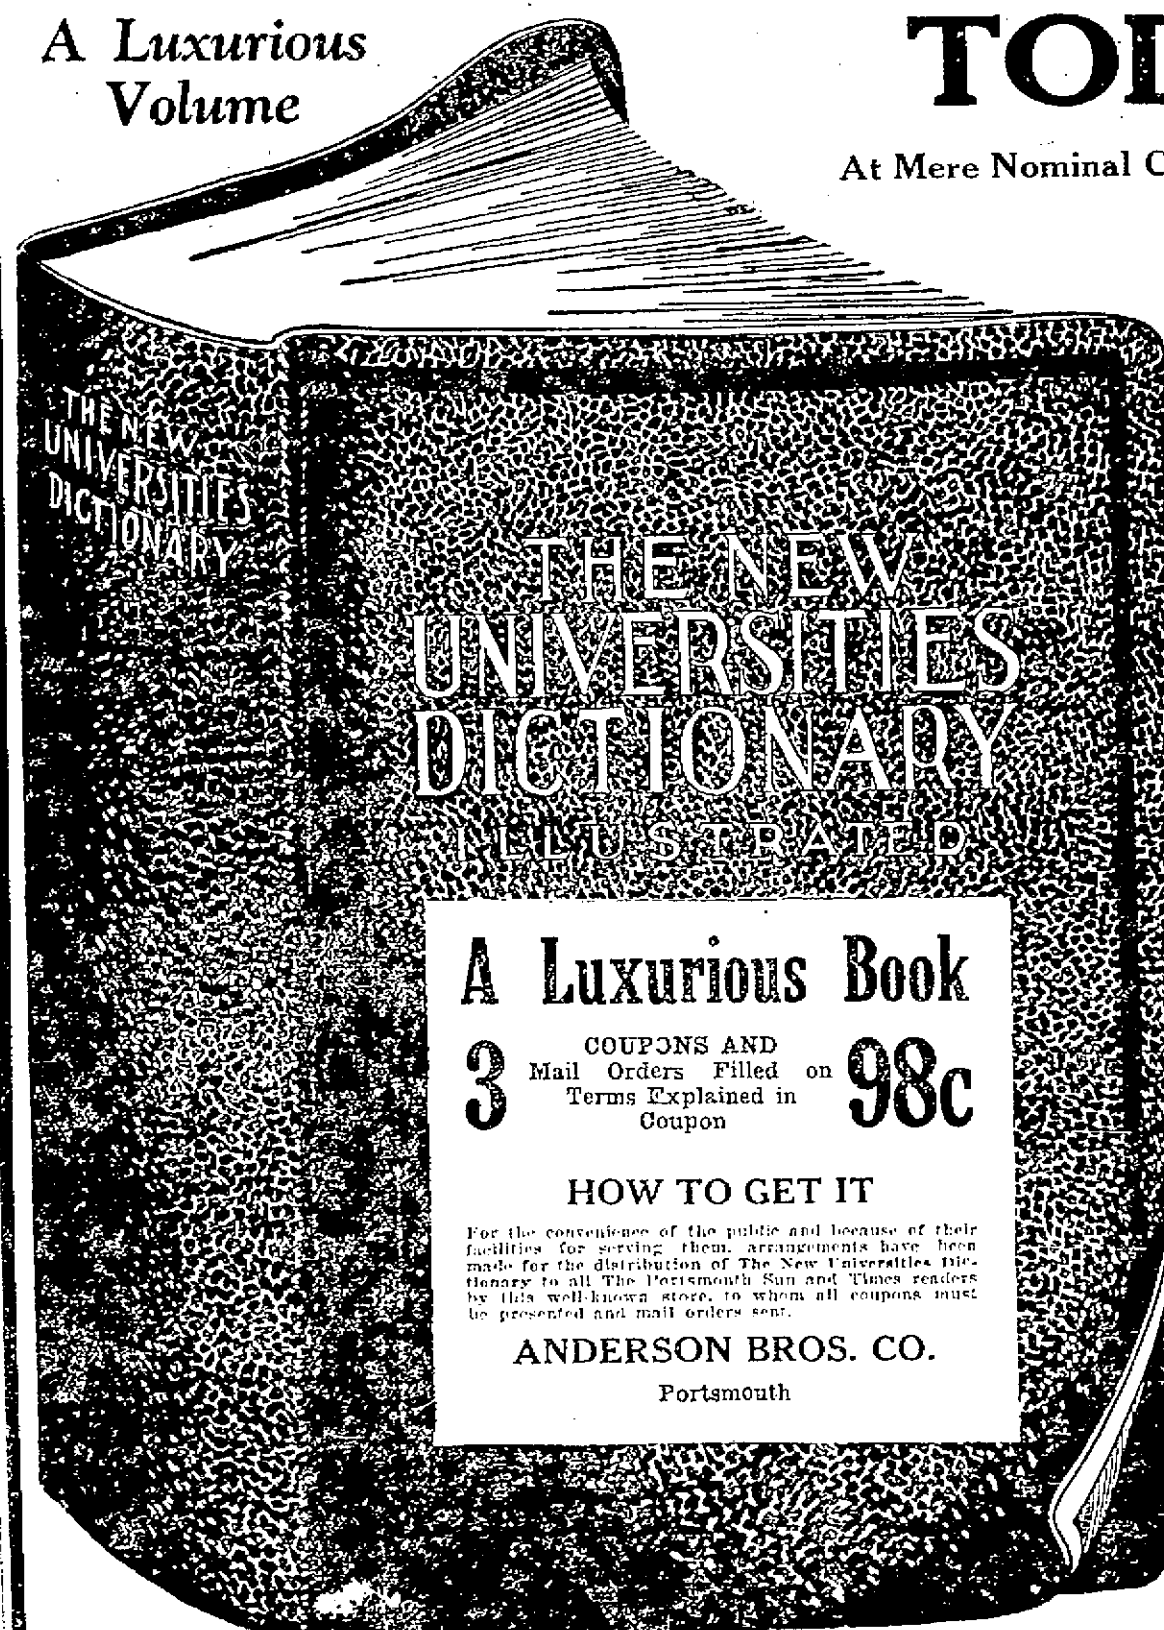 A Luxurious
Volume
TOD
At Mere Nominal C
THE NEW
UNIVERSITIES
DICTIONARY
THE NEW
UNIVERSITIES
DICTIONARY
ILLUSTRATED
A Luxurious Book
3
COUPONS AND
Mail Orders Filled on
Terms Explained in
Coupon
98c
HOW TO GET IT
For the convenience of the public and because of their
facilities for serving them, arrangements have been
made for the distribution of The New Universities Dic-
tionary to all The Portsmouth Sun and Times readers
by this well-known store, to whom all coupons must
be presented and mail orders sent.
ANDERSON BROS. CO.
Portsmouth